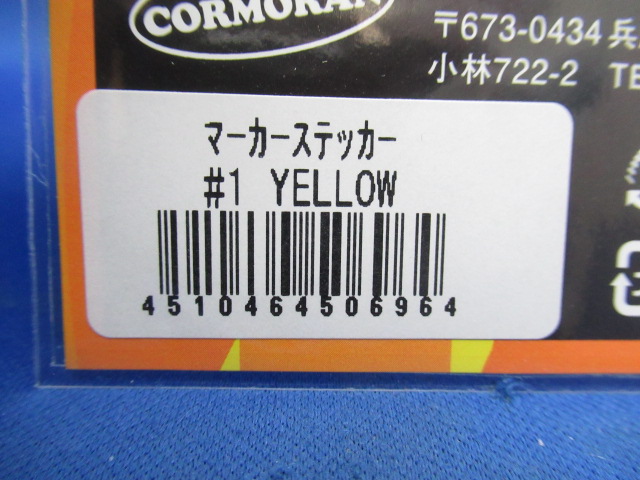 CORMORAN
〒673-0434 兵
小林722-2 TE
マーカーステッカー
#1 YELLOW
4510464506964